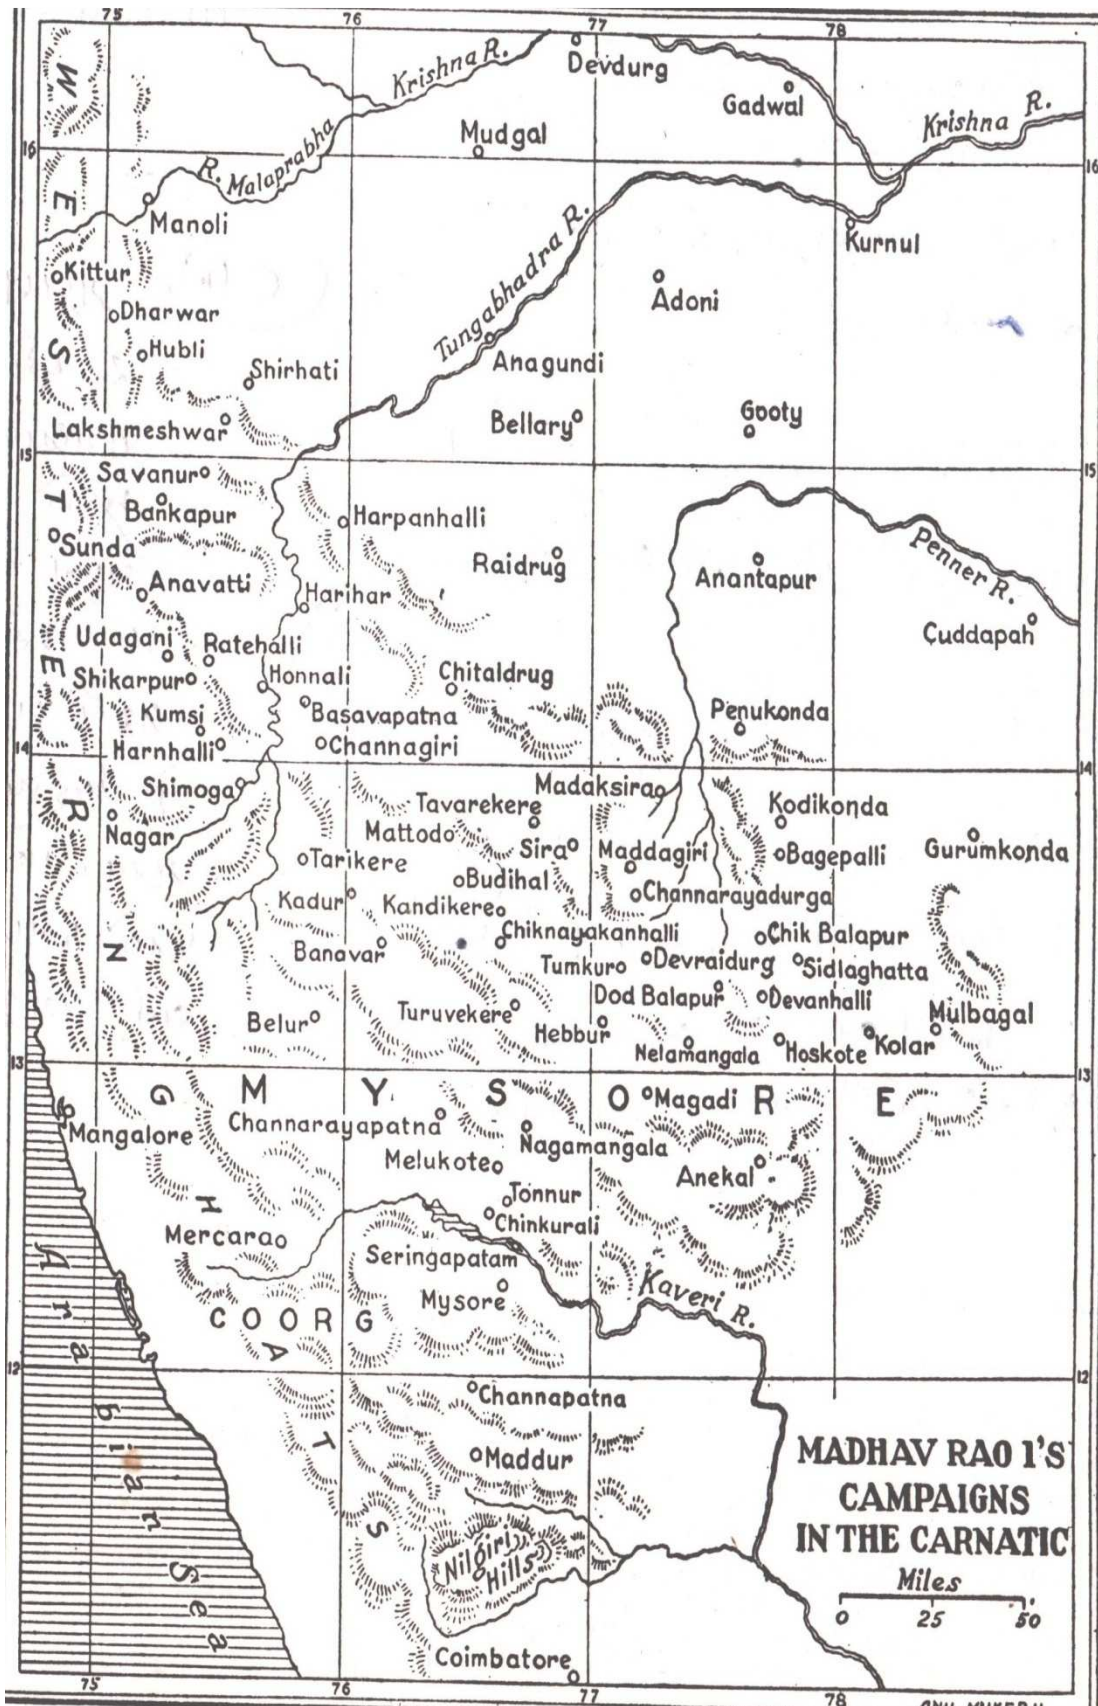 75 76 77 78
Krishna R.
Devdurg
Gadwal
Krishna R.
16
Mudgal
16
R. Malaprabha
Manoli
Kurnul
Kittur
Tungabhadra R.
Adoni
Dharwar
Hubli
Anagundi
Shirhati
Lakshmeshwar
Bellary
Gooty
15
15
Savanur
Bankapur
Harpanhalli
Sunda
Raidrug
Penner R.
Anavatti
Anantapur
Harihar
Cuddapah
Udagani
Ratehalli
Shikarpur
Honnali
Chitaldrug
Kumsi
Basavapatna
Penukonda
Harnhalli
Channagiri
14
14
Shimoga
Madaksira
Tavarekere
Kodikonda
Nagar
Mattodo
Sira
Maddagiri
Bagepalli
Gurumkonda
Tarikere
Budihal
Channarayadurga
Kadur
Kandikere
Chiknayakanhalli
Chik Balapur
Banavar
Tumkur
Devraidurg
Sidlaghatta
Dod Balapur
Devanhalli
Belur
Turuvekere
Hebbur
Mulbagal
Nelamangala
Hoskote
Kolar
13
13
MYSORE
Magadi
Mangalore
Channarayapatna
Nagamangala
Melukote
Anekal
Tonnur
Chinkurali
Mercara
Seringapatam
Kaveri R.
Mysore
COORG
12
12
Channapatna
Maddur
WESTERN GHATS
Arabian Sea
Nilgiri
Hills
Coimbatore
MADHAV RAO I'S
CAMPAIGNS
IN THE CARNATIC
Miles
0 25 50
75 76 77 78